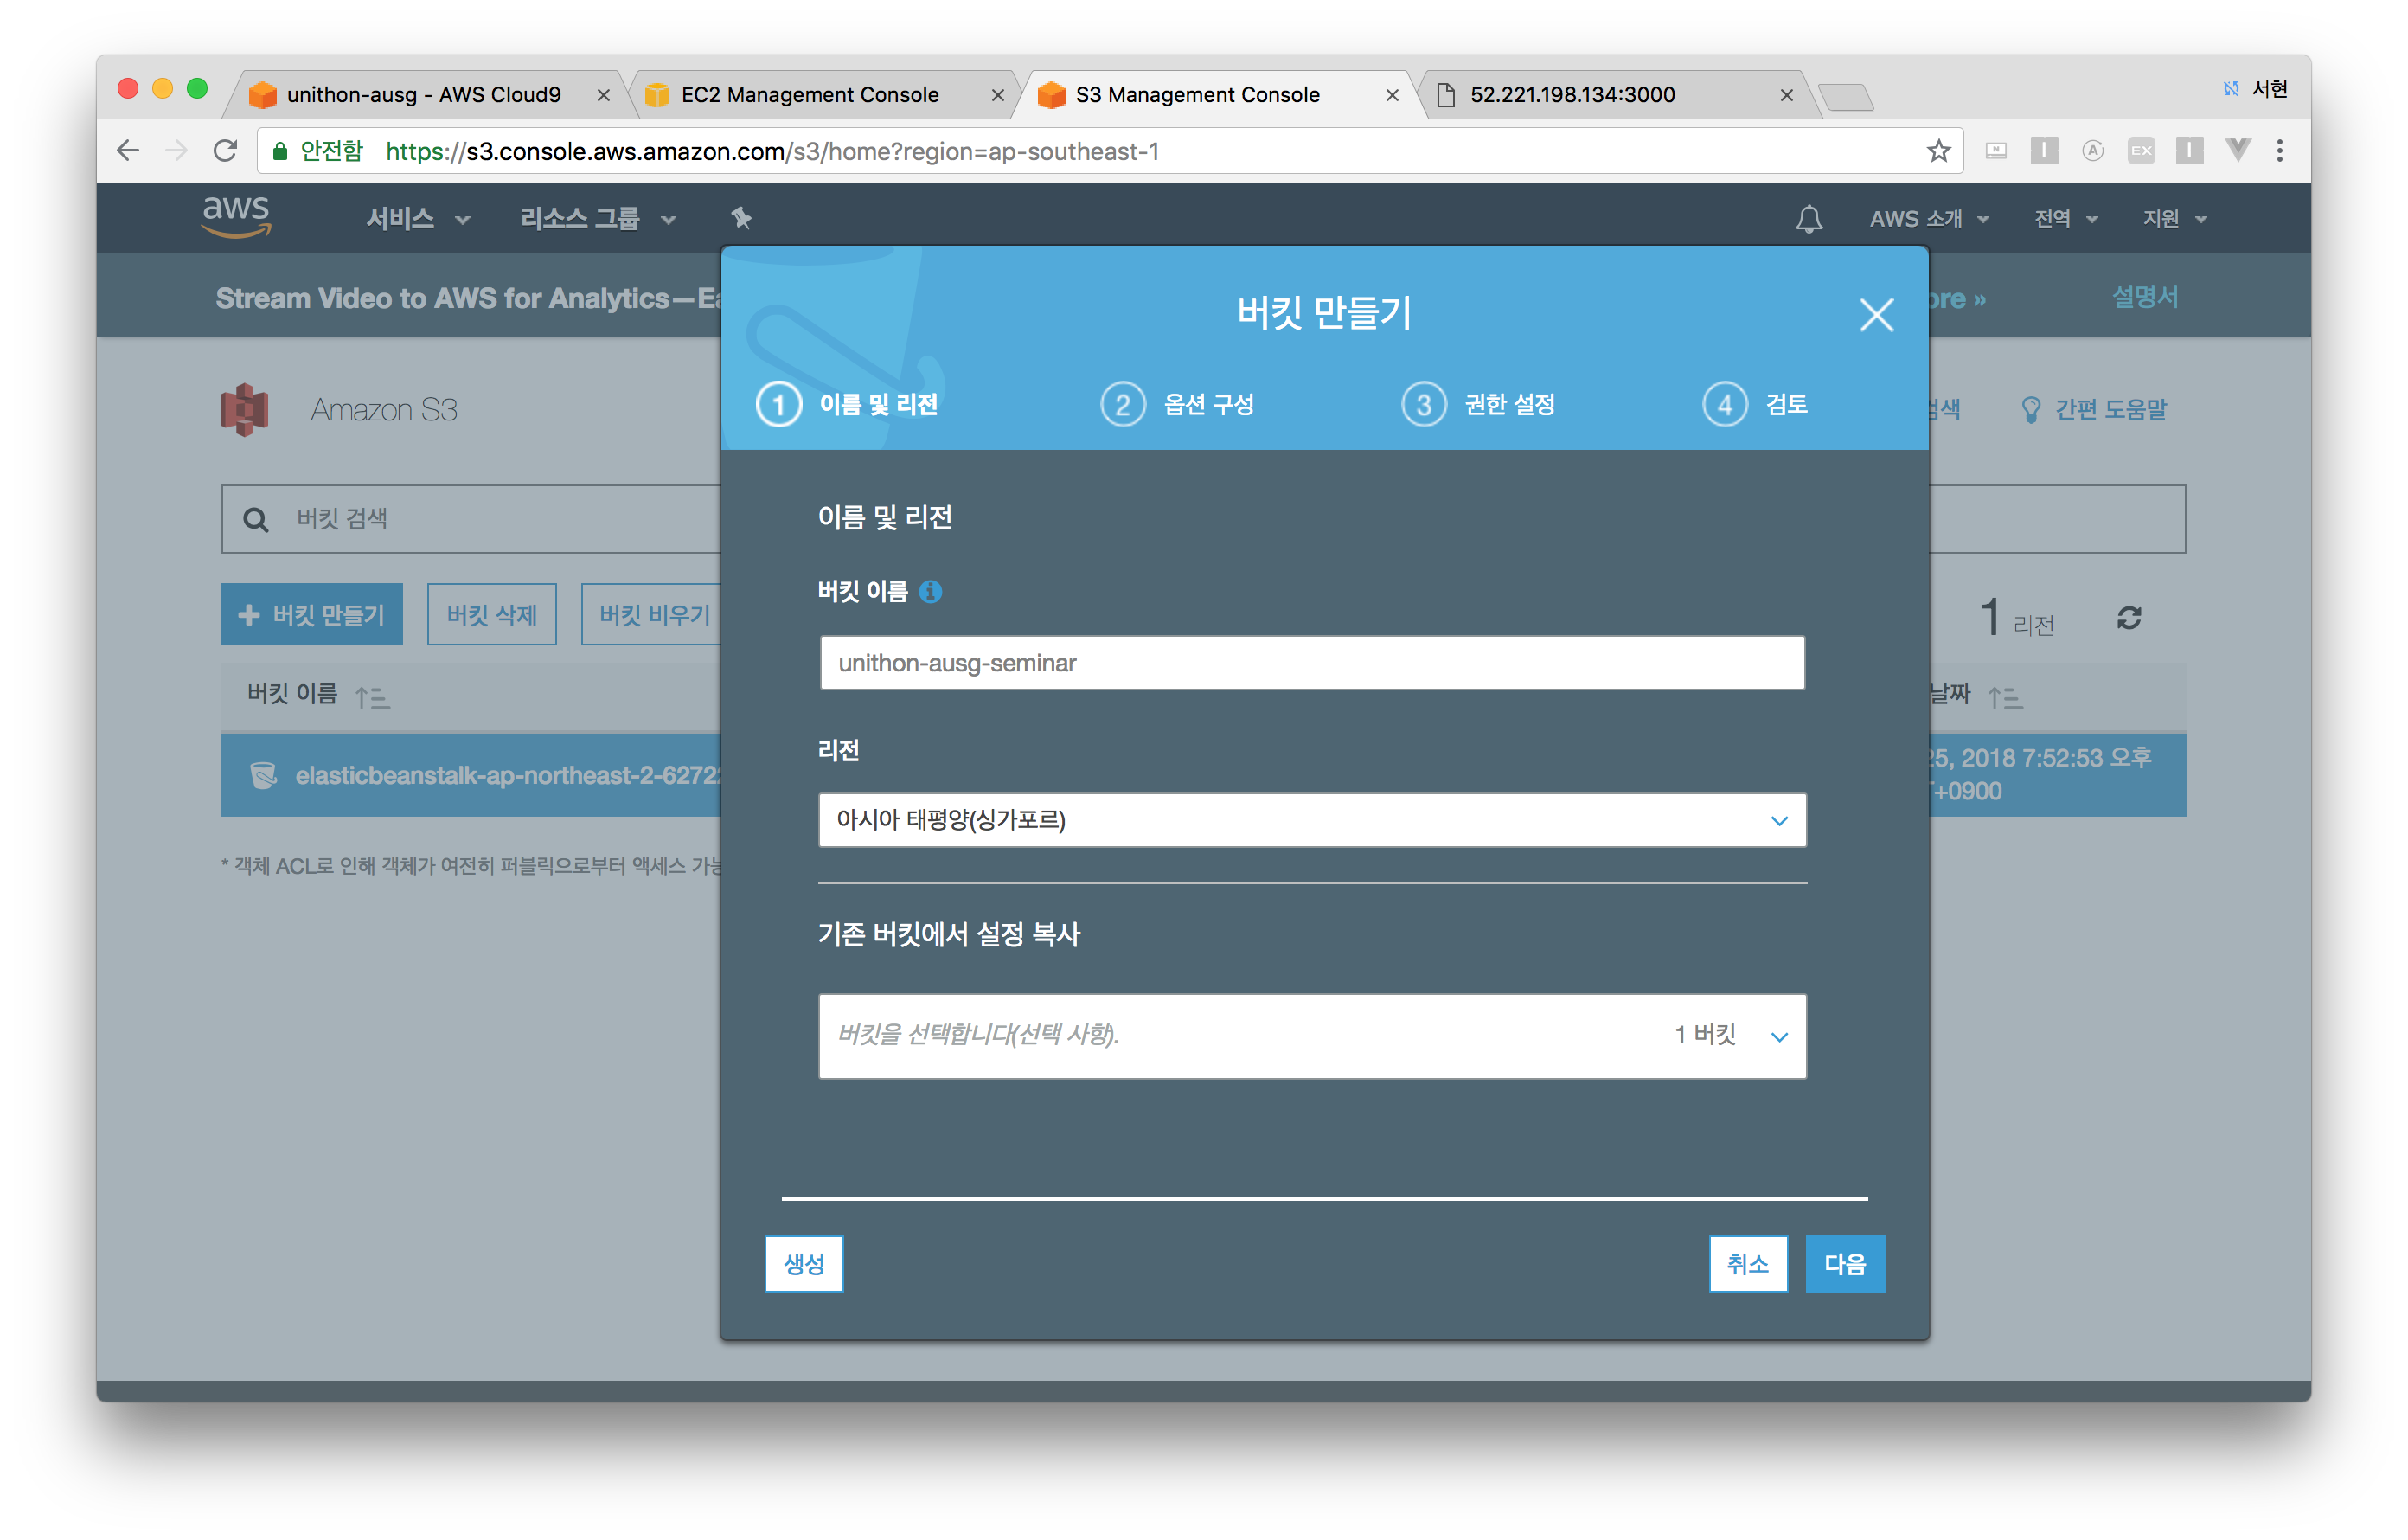 unithon-ausg - AWS Cloud9
EC2 Management Console
S3 Management Console
52.221.198.134:3000
서현
안전함
https://s3.console.aws.amazon.com/s3/home?region=ap-southeast-1
N
I
A
EX
I
aws
서비스
리소스 그룹
AWS 소개
전역
지원
Stream Video to AWS for Analytics—Ea
ore »
설명서
버킷 만들기
1 이름 및 리전
2 옵션 구성
3 권한 설정
4 검토
Amazon S3
검색
간편 도움말
버킷 검색
이름 및 리전
버킷 이름
unithon-ausg-seminar
+ 버킷 만들기
버킷 삭제
버킷 비우기
1 리전
버킷 이름
날짜
리전
아시아 태평양(싱가포르)
elasticbeanstalk-ap-northeast-2-6272
25, 2018 7:52:53 오후
+0900
* 객체 ACL로 인해 객체가 여전히 퍼블릭으로부터 액세스 가능
기존 버킷에서 설정 복사
버킷을 선택합니다(선택 사항).
1 버킷
생성
취소
다음